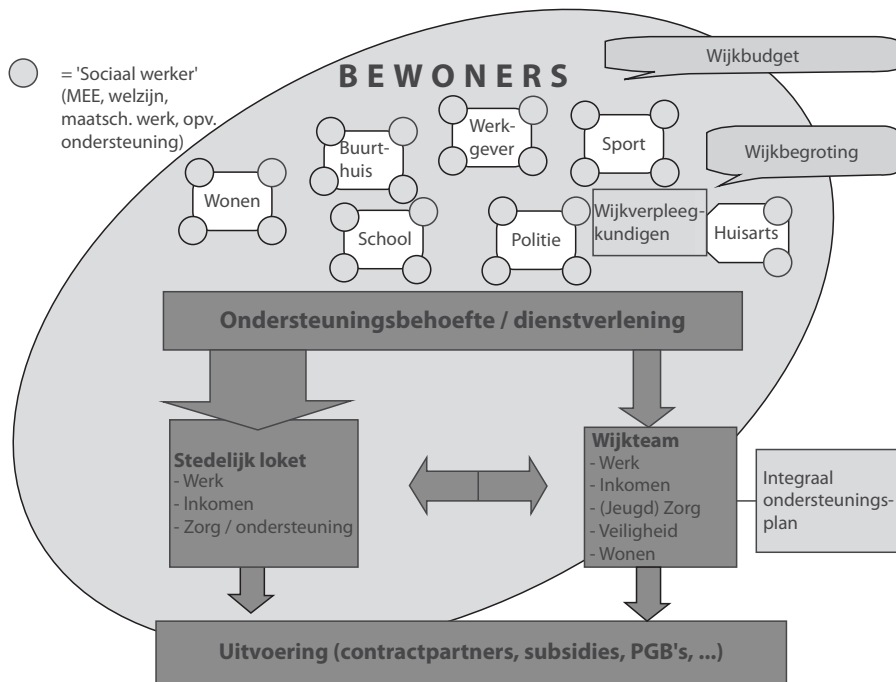 = 'Sociaal werker'
(MEE, welzijn,
maatsch. werk, opv.
ondersteuning)
BEWONERS
Wijkbudget
Wijkbegroting
Wonen
Buurt-
huis
Werk-
gever
Sport
School
Politie
Wijkverpleeg-
kundigen
Huisarts
Ondersteuningsbehoefte / dienstverlening
Stedelijk loket
- Werk
- Inkomen
- Zorg / ondersteuning
Wijkteam
- Werk
- Inkomen
- (Jeugd) Zorg
- Veiligheid
- Wonen
Integraal
ondersteunings-
plan
Uitvoering (contractpartners, subsidies, PGB's, ...)